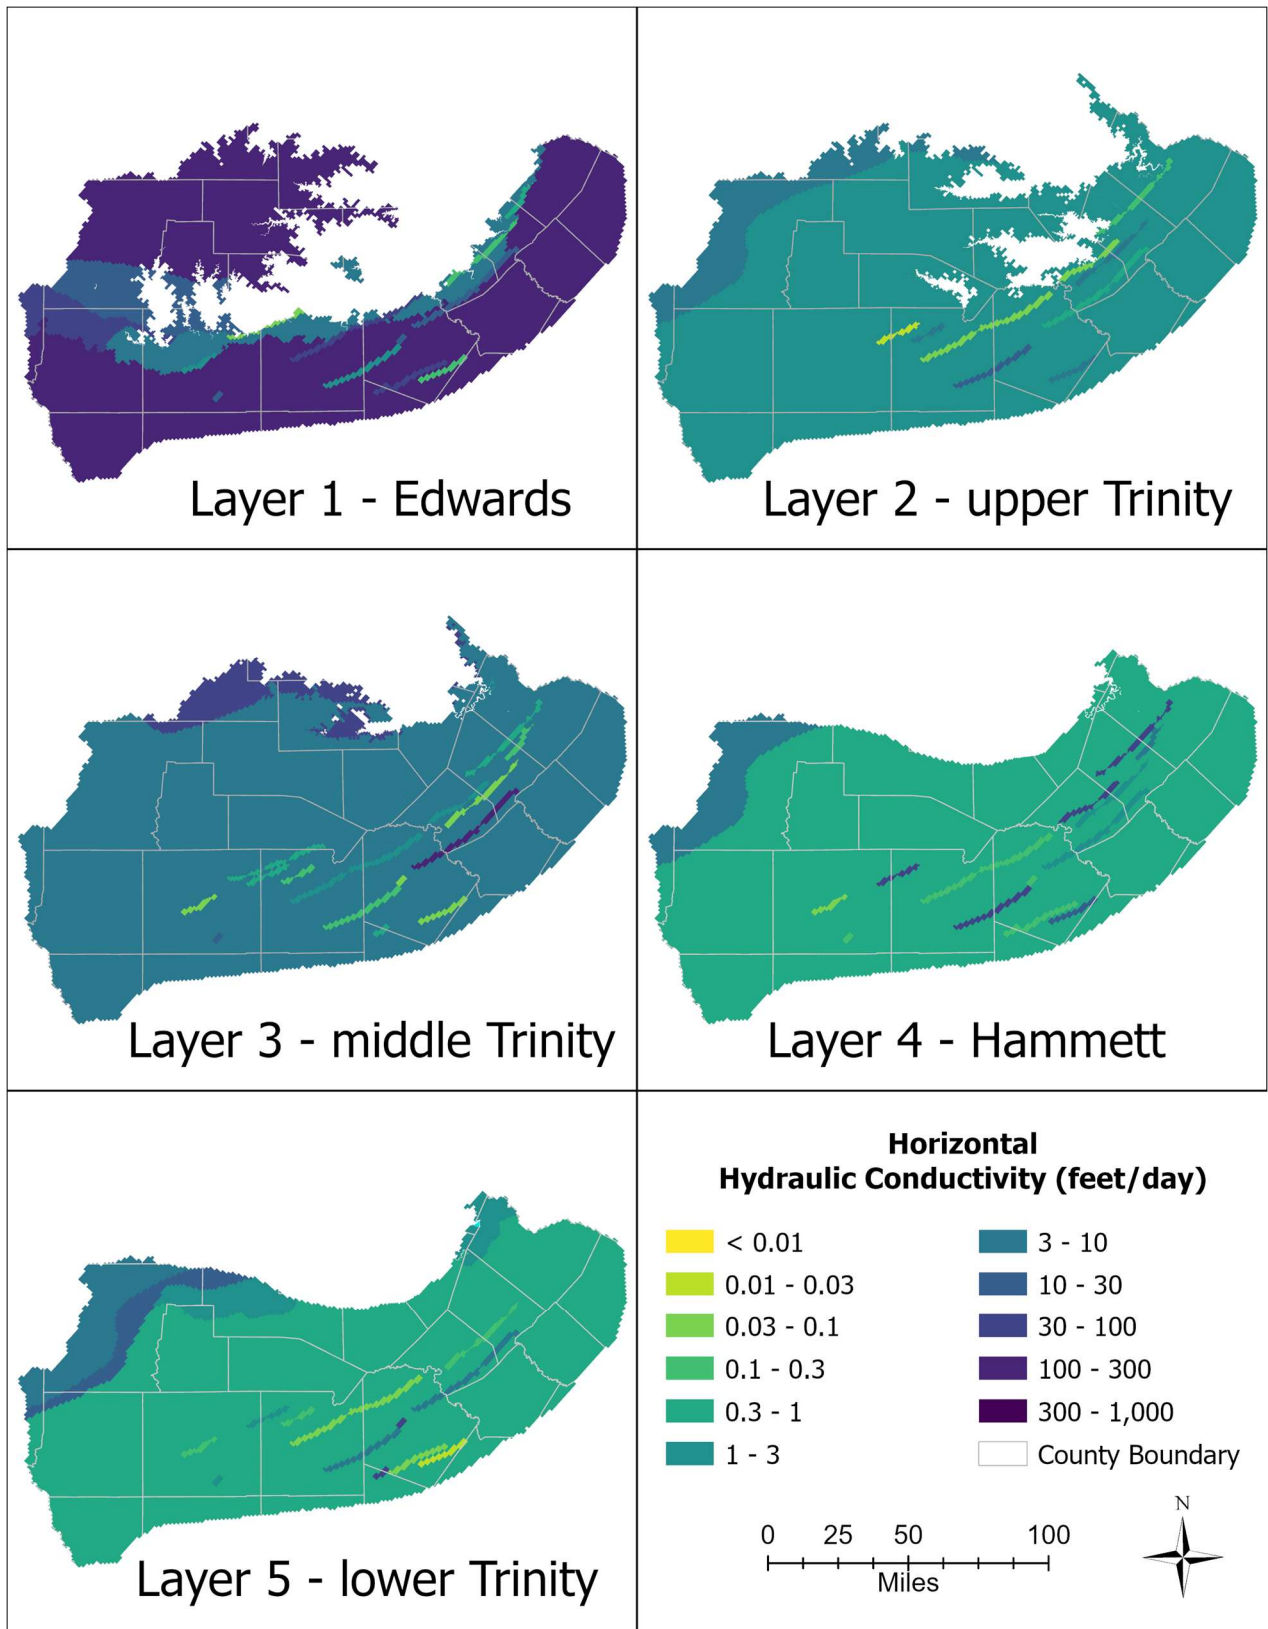 Layer 1 - Edwards
Layer 2 - upper Trinity
Layer 3 - middle Trinity
Layer 4 - Hammett
Layer 5 - lower Trinity
Horizontal
Hydraulic Conductivity (feet/day)
< 0.01
0.01 - 0.03
0.03 - 0.1
0.1 - 0.3
0.3 - 1
1 - 3
3 - 10
10 - 30
30 - 100
100 - 300
300 - 1,000
County Boundary
0 25 50 100
Miles
N